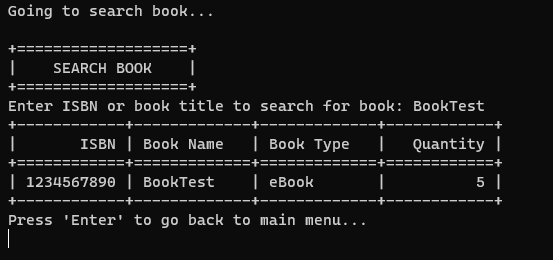 Going to search book...

+===================+
|    SEARCH BOOK    |
+===================+
Enter ISBN or book title to search for book: BookTest
+------------+-------------+-------------+------------+
|       ISBN | Book Name   | Book Type   |   Quantity |
+============+=============+=============+============+
| 1234567890 | BookTest    | eBook       |          5 |
+------------+-------------+-------------+------------+
Press 'Enter' to go back to main menu...